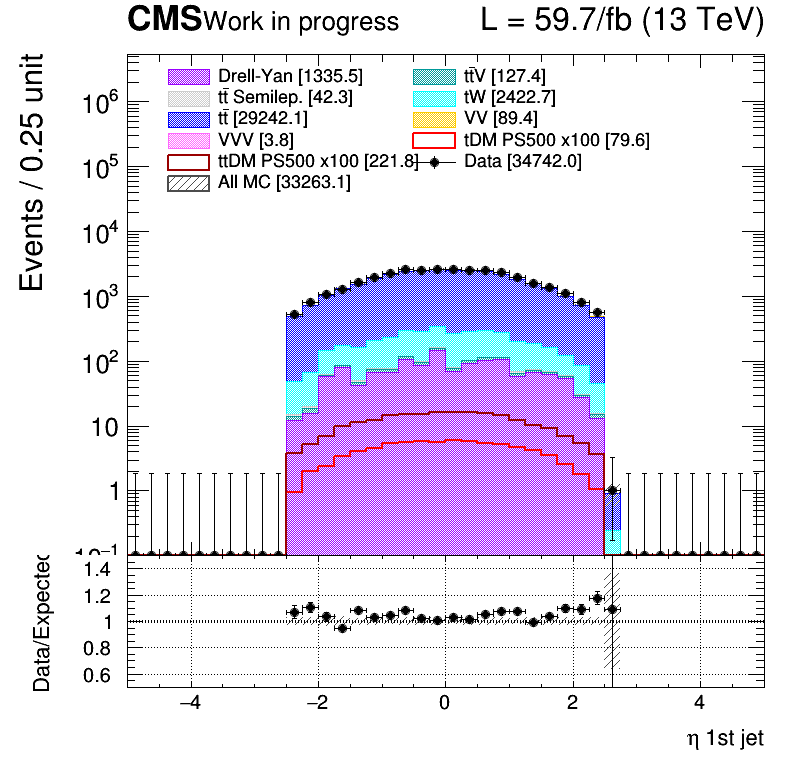 CMS Work in progress L = 59.7/fb (13 TeV)
Events / 0.25 unit
Drell-Yan [1335.5] tt̄V [127.4]
tt̄ Semilep. [42.3] tW [2422.7]
tt̄ [29242.1] VV [89.4]
VVV [3.8] tDM PS500 x100 [79.6]
ttDM PS500 x100 [221.8] Data [34742.0]
All MC [33263.1]
10⁶
10⁵
10⁴
10³
10²
10
1
10⁻¹
Data/Expected
1.4
1.2
1
0.8
0.6
−4 −2 0 2 4
η 1st jet